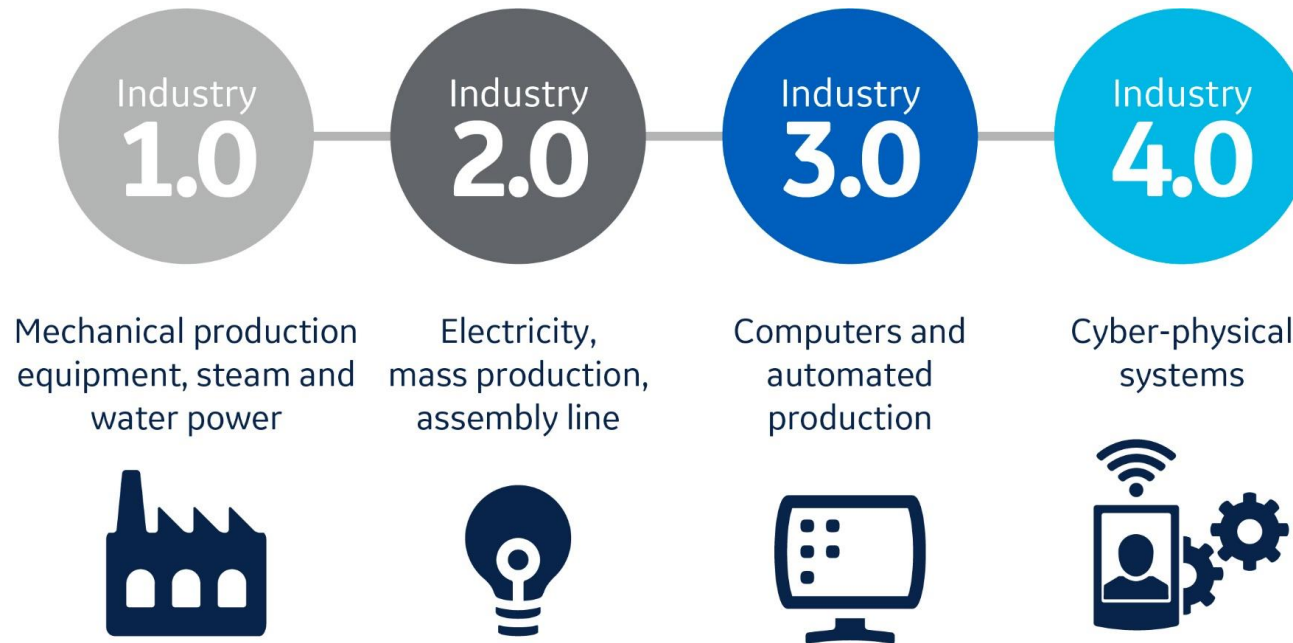 Industry
1.0
Industry
2.0
Industry
3.0
Industry
4.0
Mechanical production
equipment, steam and
water power
Electricity,
mass production,
assembly line
Computers and
automated
production
Cyber-physical
systems